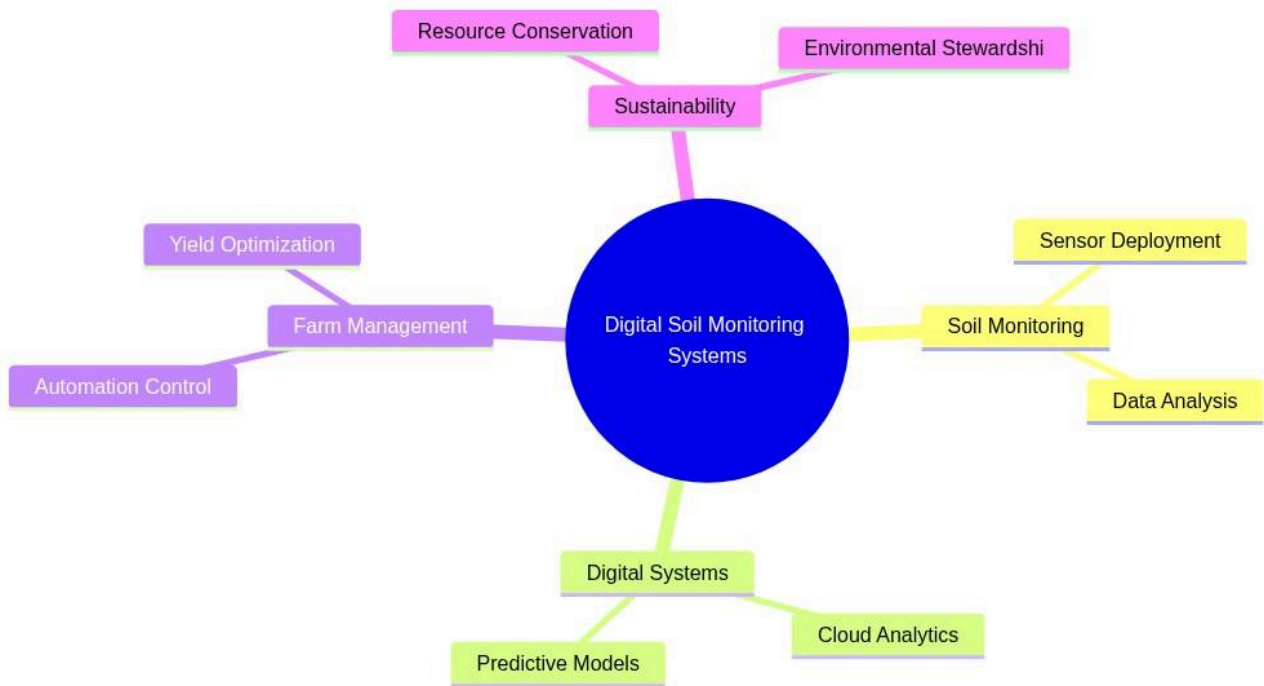 Resource Conservation
Environmental Stewardshi
Sustainability
Yield Optimization
Sensor Deployment
Farm Management
Digital Soil Monitoring
Systems
Soil Monitoring
Automation Control
Data Analysis
Digital Systems
Cloud Analytics
Predictive Models